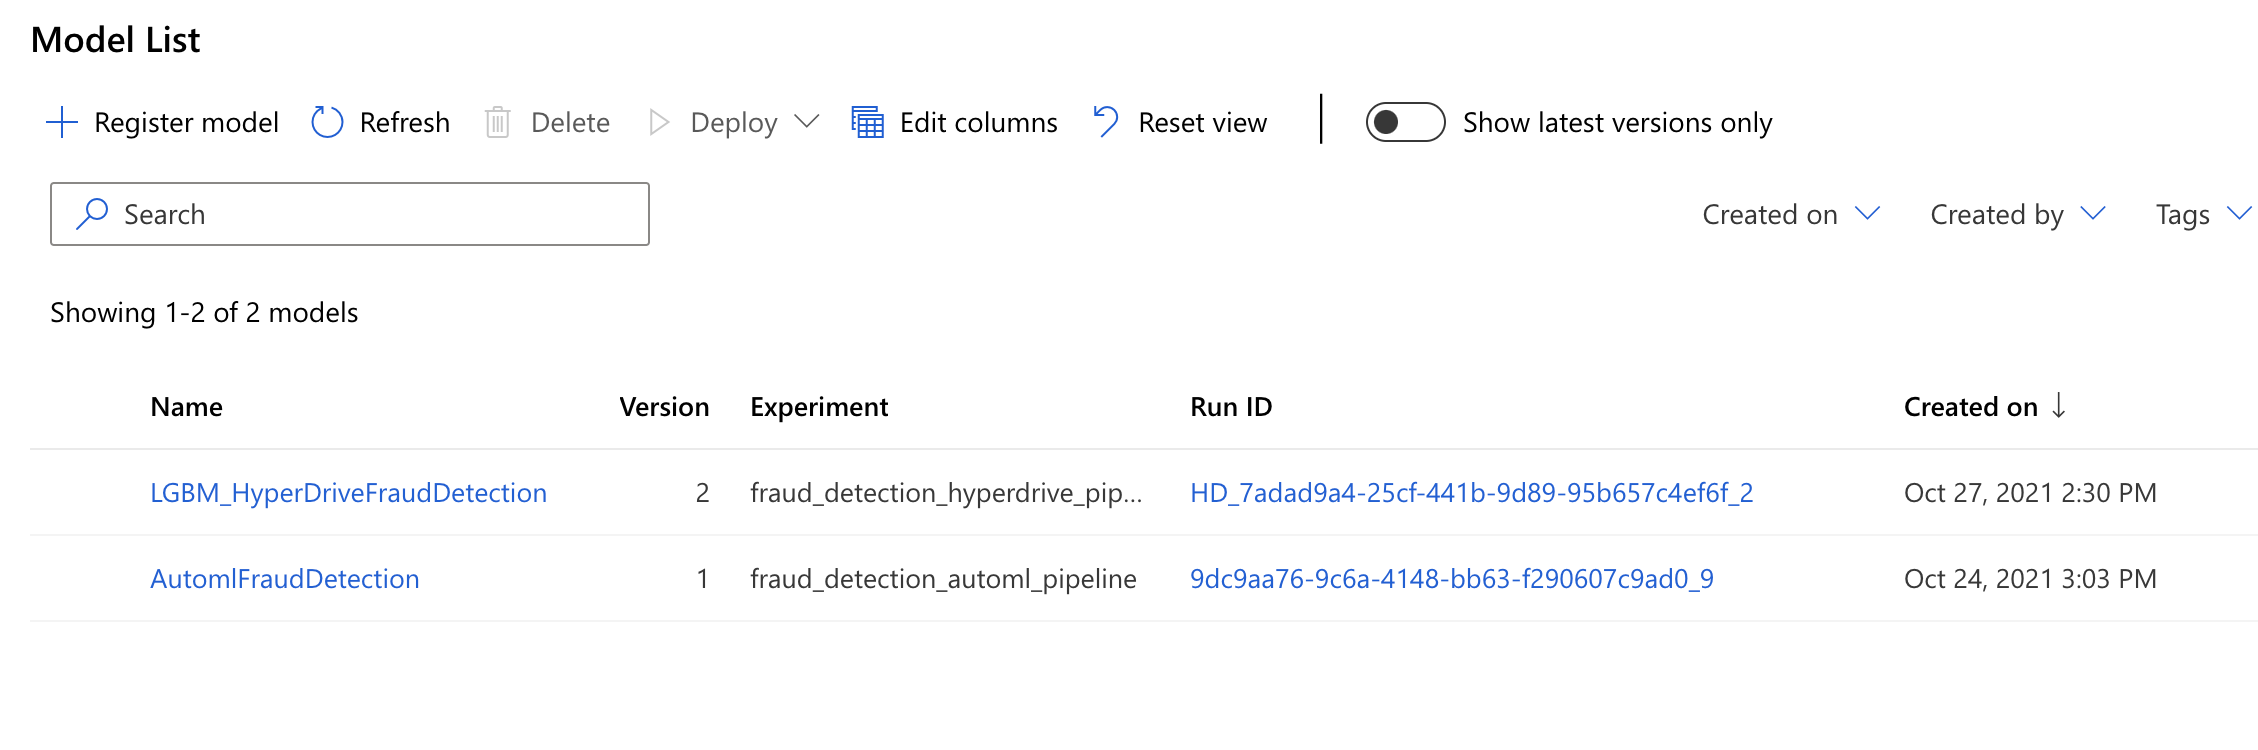 Model List
Register model Refresh Delete Deploy Edit columns Reset view Show latest versions only
Search Created on Created by Tags
Showing 1-2 of 2 models
Name Version Experiment Run ID Created on
LGBM_HyperDriveFraudDetection 2 fraud_detection_hyperdrive_pip... HD_7adad9a4-25cf-441b-9d89-95b657c4ef6f_2 Oct 27, 2021 2:30 PM
AutomlFraudDetection 1 fraud_detection_automl_pipeline 9dc9aa76-9c6a-4148-bb63-f290607c9ad0_9 Oct 24, 2021 3:03 PM